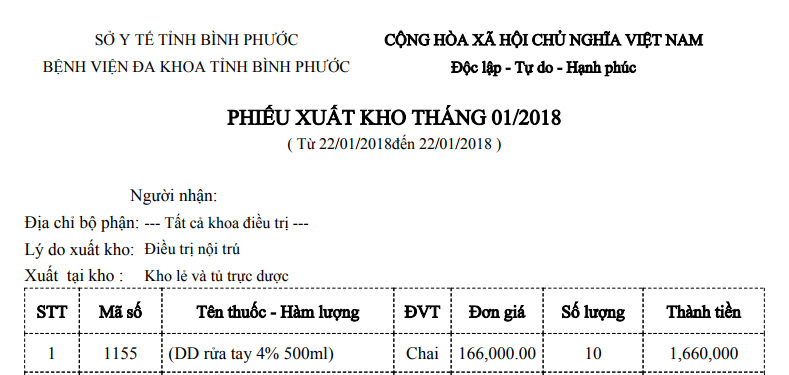 SỞ Y TẾ TỈNH BÌNH PHƯỚC CỘNG HÒA XÃ HỘI CHỦ NGHĨA VIỆT NAM
BỆNH VIỆN ĐA KHOA TỈNH BÌNH PHƯỚC Độc lập - Tự do - Hạnh phúc
PHIẾU XUẤT KHO THÁNG 01/2018
( Từ 22/01/2018đến 22/01/2018 )
Người nhận:
Địa chỉ bộ phận: --- Tất cả khoa điều trị ---
Lý do xuất kho: Điều trị nội trú
Xuất tại kho : Kho lẻ và tủ trực dược
STT Mã số Tên thuốc - Hàm lượng ĐVT Đơn giá Số lượng Thành tiền
1 1155 (DD rửa tay 4% 500ml) Chai 166,000.00 10 1,660,000